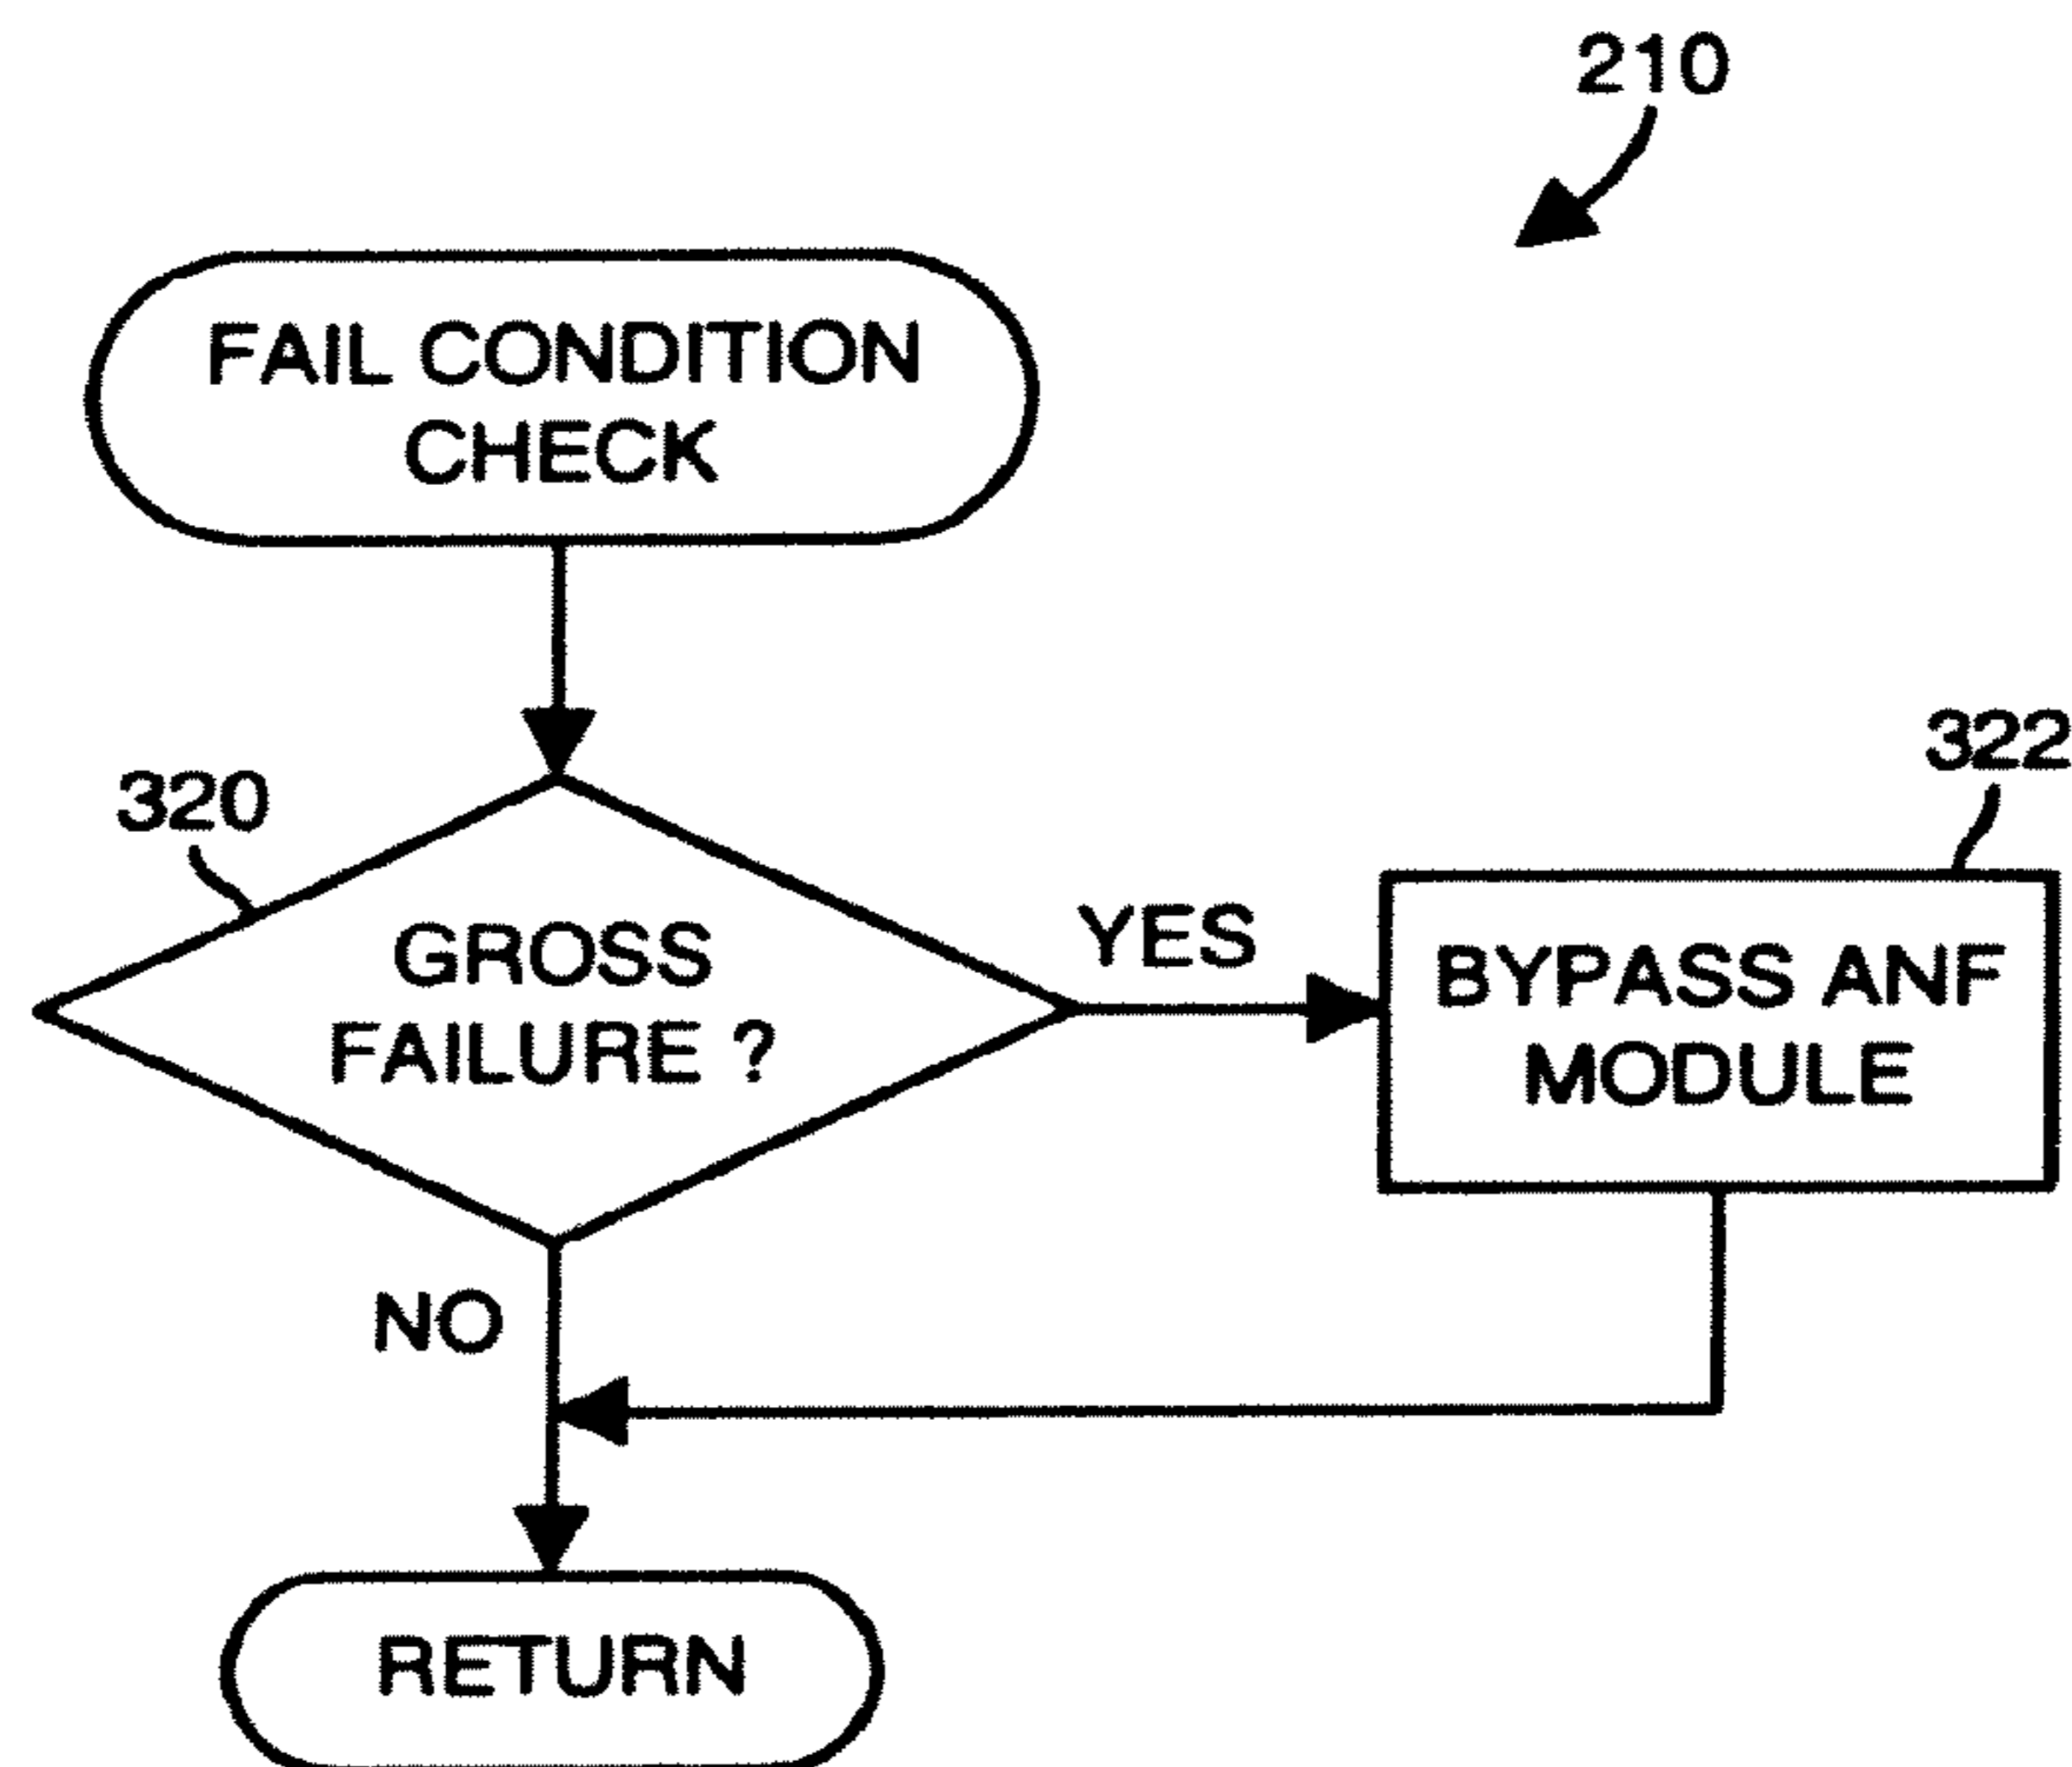 210
FAIL CONDITION
CHECK
320
GROSS
FAILURE ?
YES
322
BYPASS ANF
MODULE
NO
RETURN